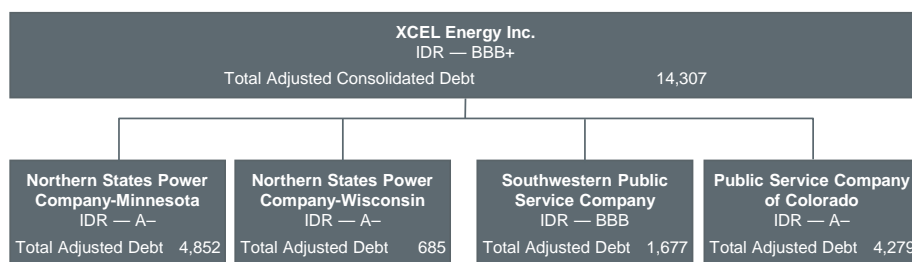 XCEL Energy Inc.
IDR — BBB+
Total Adjusted Consolidated Debt 14,307
Northern States Power
Company-Minnesota
IDR — A–
Total Adjusted Debt 4,852
Northern States Power
Company-Wisconsin
IDR — A–
Total Adjusted Debt 685
Southwestern Public
Service Company
IDR — BBB
Total Adjusted Debt 1,677
Public Service Company
of Colorado
IDR — A–
Total Adjusted Debt 4,279